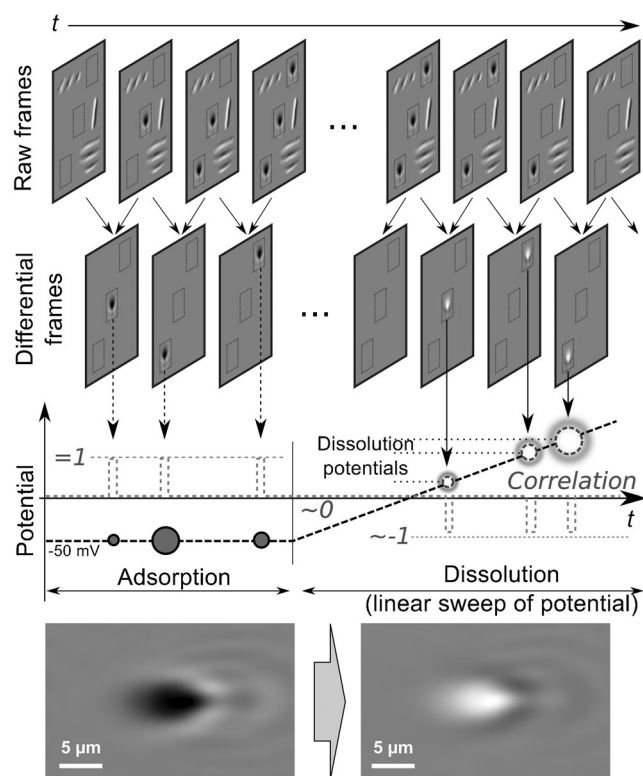 t
Raw frames
...
Differential
frames
...
Potential
=1
Dissolution
potentials
Correlation
~0
t
~-1
-50 mV
Adsorption
Dissolution
(linear sweep of potential)
5 µm
5 µm